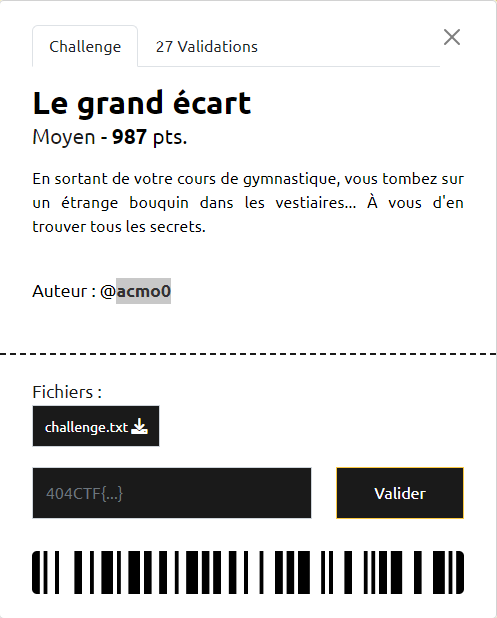 Challenge
27 Validations
Le grand écart
Moyen - 987 pts.
En sortant de votre cours de gymnastique, vous tombez sur
un étrange bouquin dans les vestiaires... À vous d'en
trouver tous les secrets.
Auteur : @acmo0
Fichiers :
challenge.txt
404CTF{...}
Valider